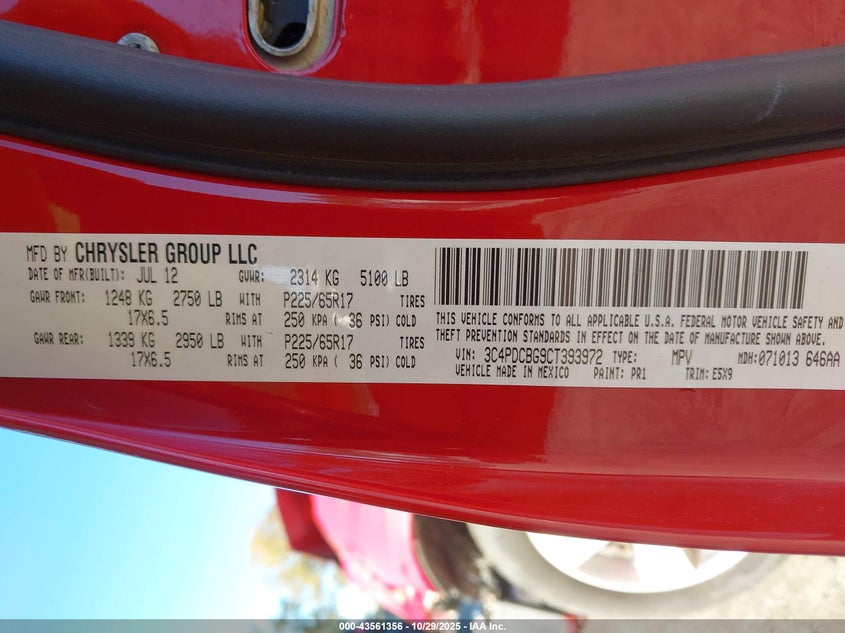 MFD BY CHRYSLER GROUP LLC
DATE OF MFR(BUILT): JUL 12 GVWR: 2314 KG 5100 LB
GAWR FRONT: 1248 KG 2750 LB WITH P225/65R17 TIRES
17X6.5 RIMS AT 250 KPA ( 36 PSI) COLD
GAWR REAR: 1339 KG 2950 LB WITH P225/65R17 TIRES
17X6.5 RIMS AT 250 KPA ( 36 PSI) COLD
THIS VEHICLE CONFORMS TO ALL APPLICABLE U.S.A. FEDERAL MOTOR VEHICLE SAFETY AND
THEFT PREVENTION STANDARDS IN EFFECT ON THE DATE OF MANUFACTURE SHOWN ABOVE.
VIN: 3C4PDCBG9CT393972 TYPE: MPV MDH:071013 646AA
VEHICLE MADE IN MEXICO PAINT: PR1 TRIM: E5X9
000-43561356 | 10/29/2025 | IAA Inc.